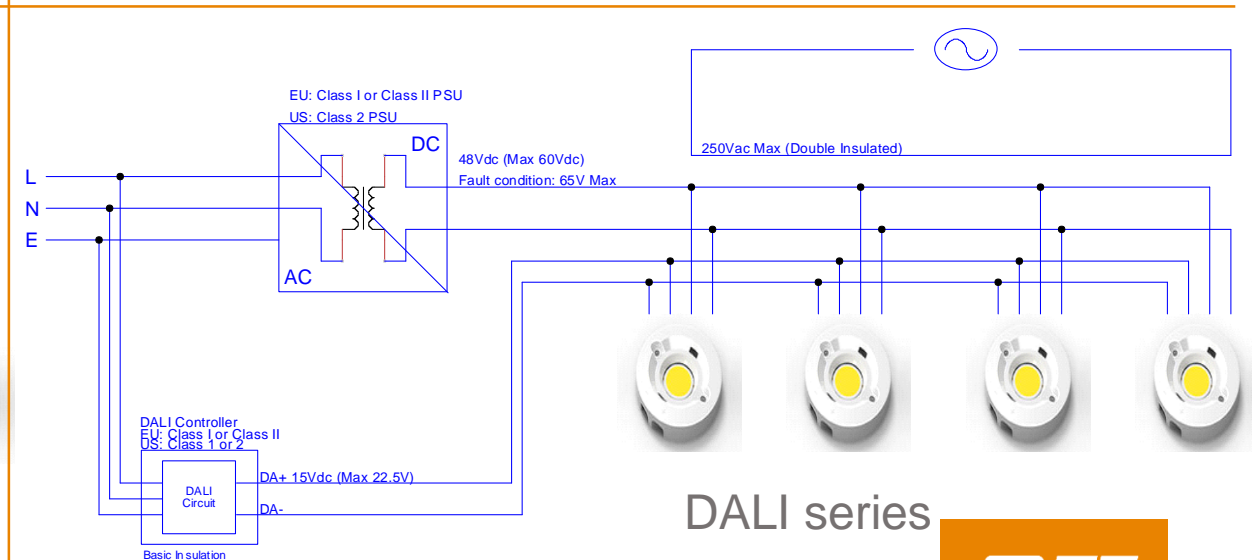 EU: Class I or Class II PSU
US: Class 2 PSU
DC
250Vac Max (Double Insulated)
48Vdc (Max 60Vdc)
Fault condition: 65V Max
L
N
E
AC
DALI Controller
EU: Class I or Class II
US: Class 1 or 2
DALI
Circuit
DA+ 15Vdc (Max 22.5V)
DA-
Basic Insulation
DALI series